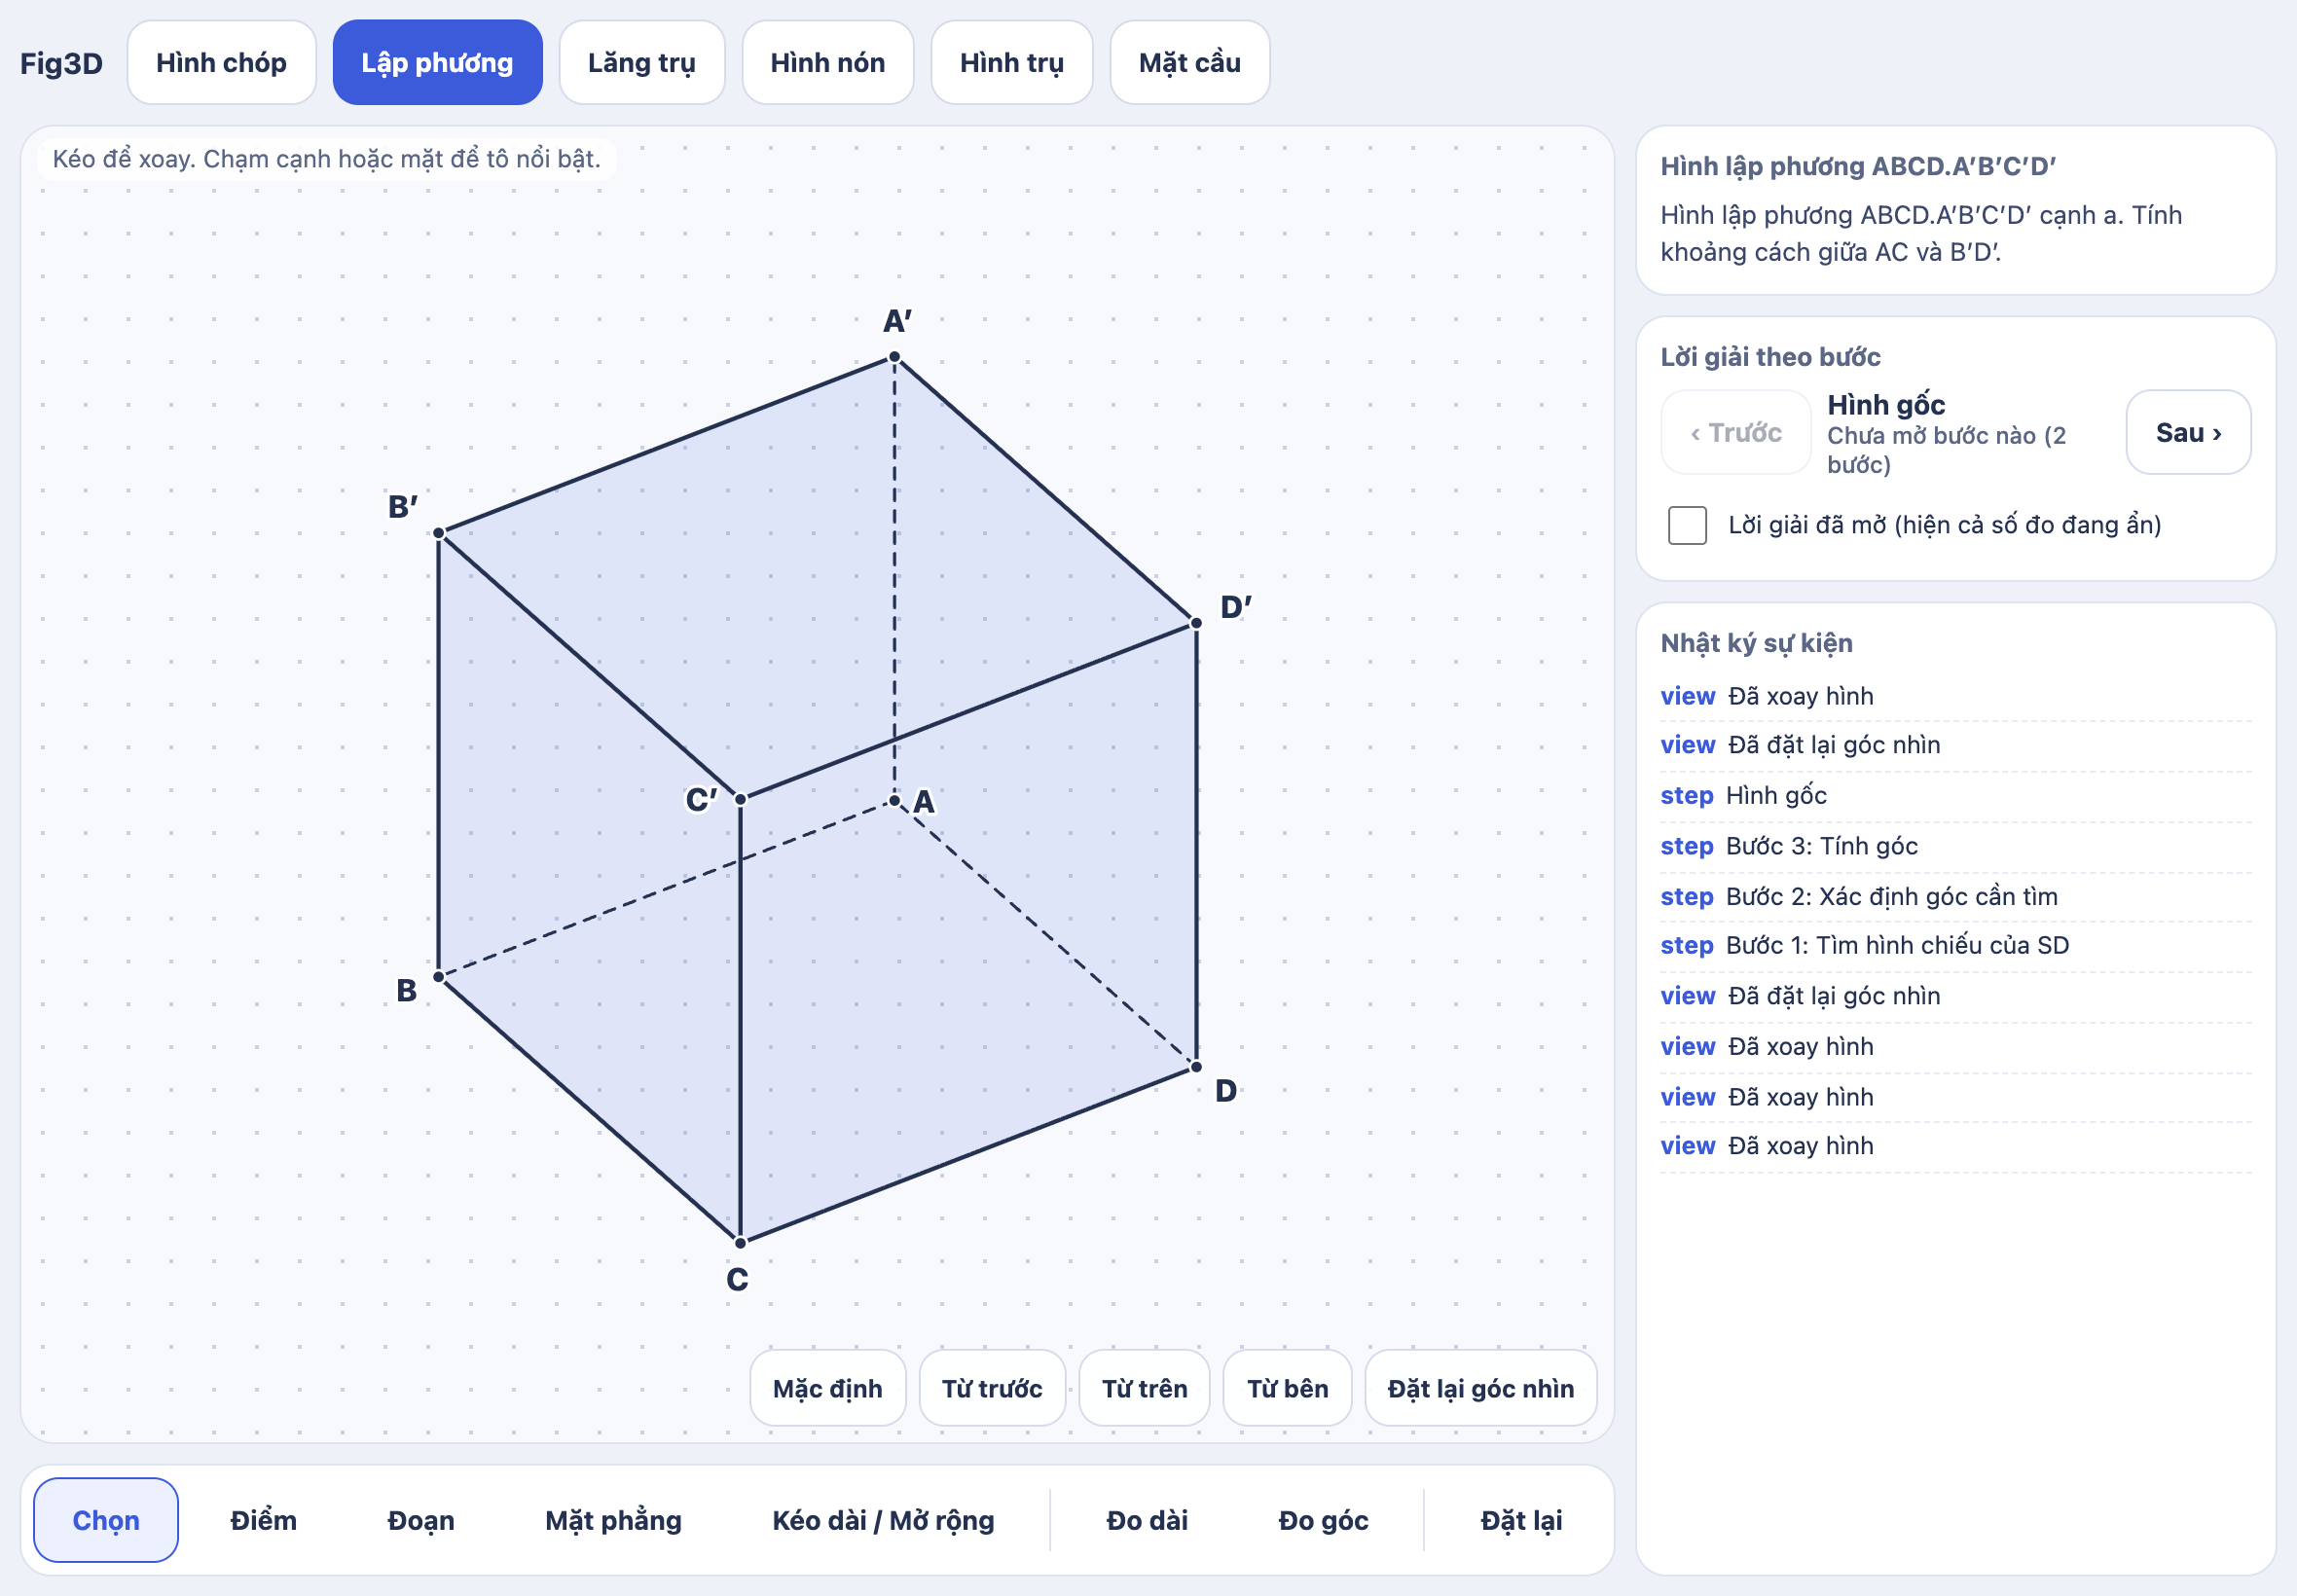 Fig3D
Hình chóp
Lập phương
Lăng trụ
Hình nón
Hình trụ
Mặt cầu
Kéo để xoay. Chạm cạnh hoặc mặt để tô nổi bật.
A′
B′
D′
C′
A
B
D
C
Mặc định
Từ trước
Từ trên
Từ bên
Đặt lại góc nhìn
Chọn
Điểm
Đoạn
Mặt phẳng
Kéo dài / Mở rộng
Đo dài
Đo góc
Đặt lại
Hình lập phương ABCD.A′B′C′D′
Hình lập phương ABCD.A′B′C′D′ cạnh a. Tính
khoảng cách giữa AC và B′D′.
Lời giải theo bước
‹ Trước
Hình gốc
Chưa mở bước nào (2
bước)
Sau ›
Lời giải đã mở (hiện cả số đo đang ẩn)
Nhật ký sự kiện
view Đã xoay hình
view Đã đặt lại góc nhìn
step Hình gốc
step Bước 3: Tính góc
step Bước 2: Xác định góc cần tìm
step Bước 1: Tìm hình chiếu của SD
view Đã đặt lại góc nhìn
view Đã xoay hình
view Đã xoay hình
view Đã xoay hình